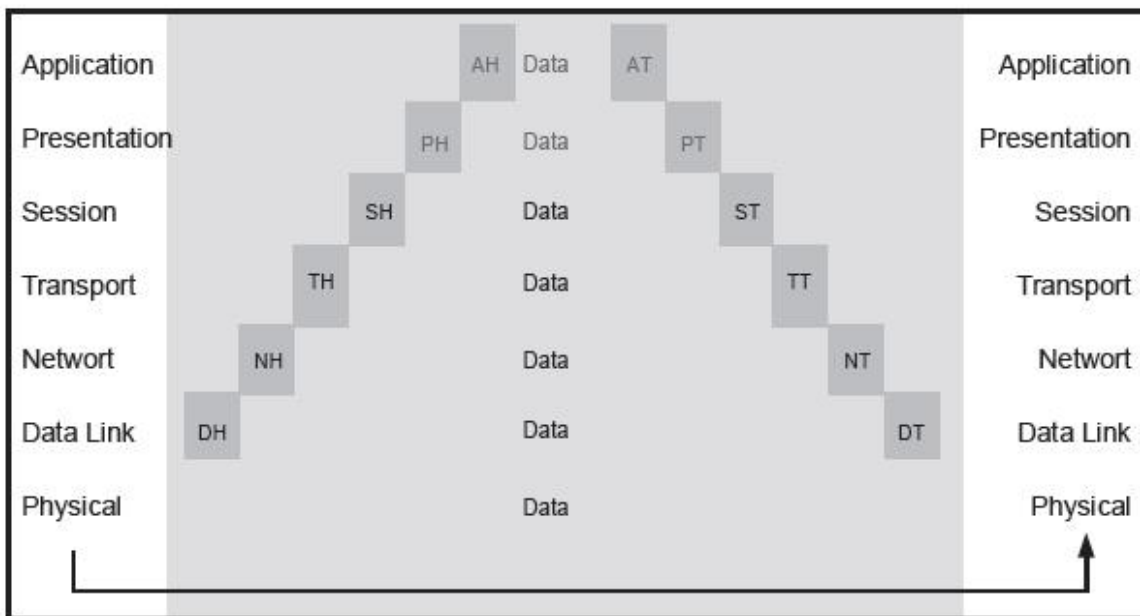 Application AH Data AT Application
Presentation PH Data PT Presentation
Session SH Data ST Session
Transport TH Data TT Transport
Networt NH Data NT Networt
Data Link DH Data DT Data Link
Physical Data Physical